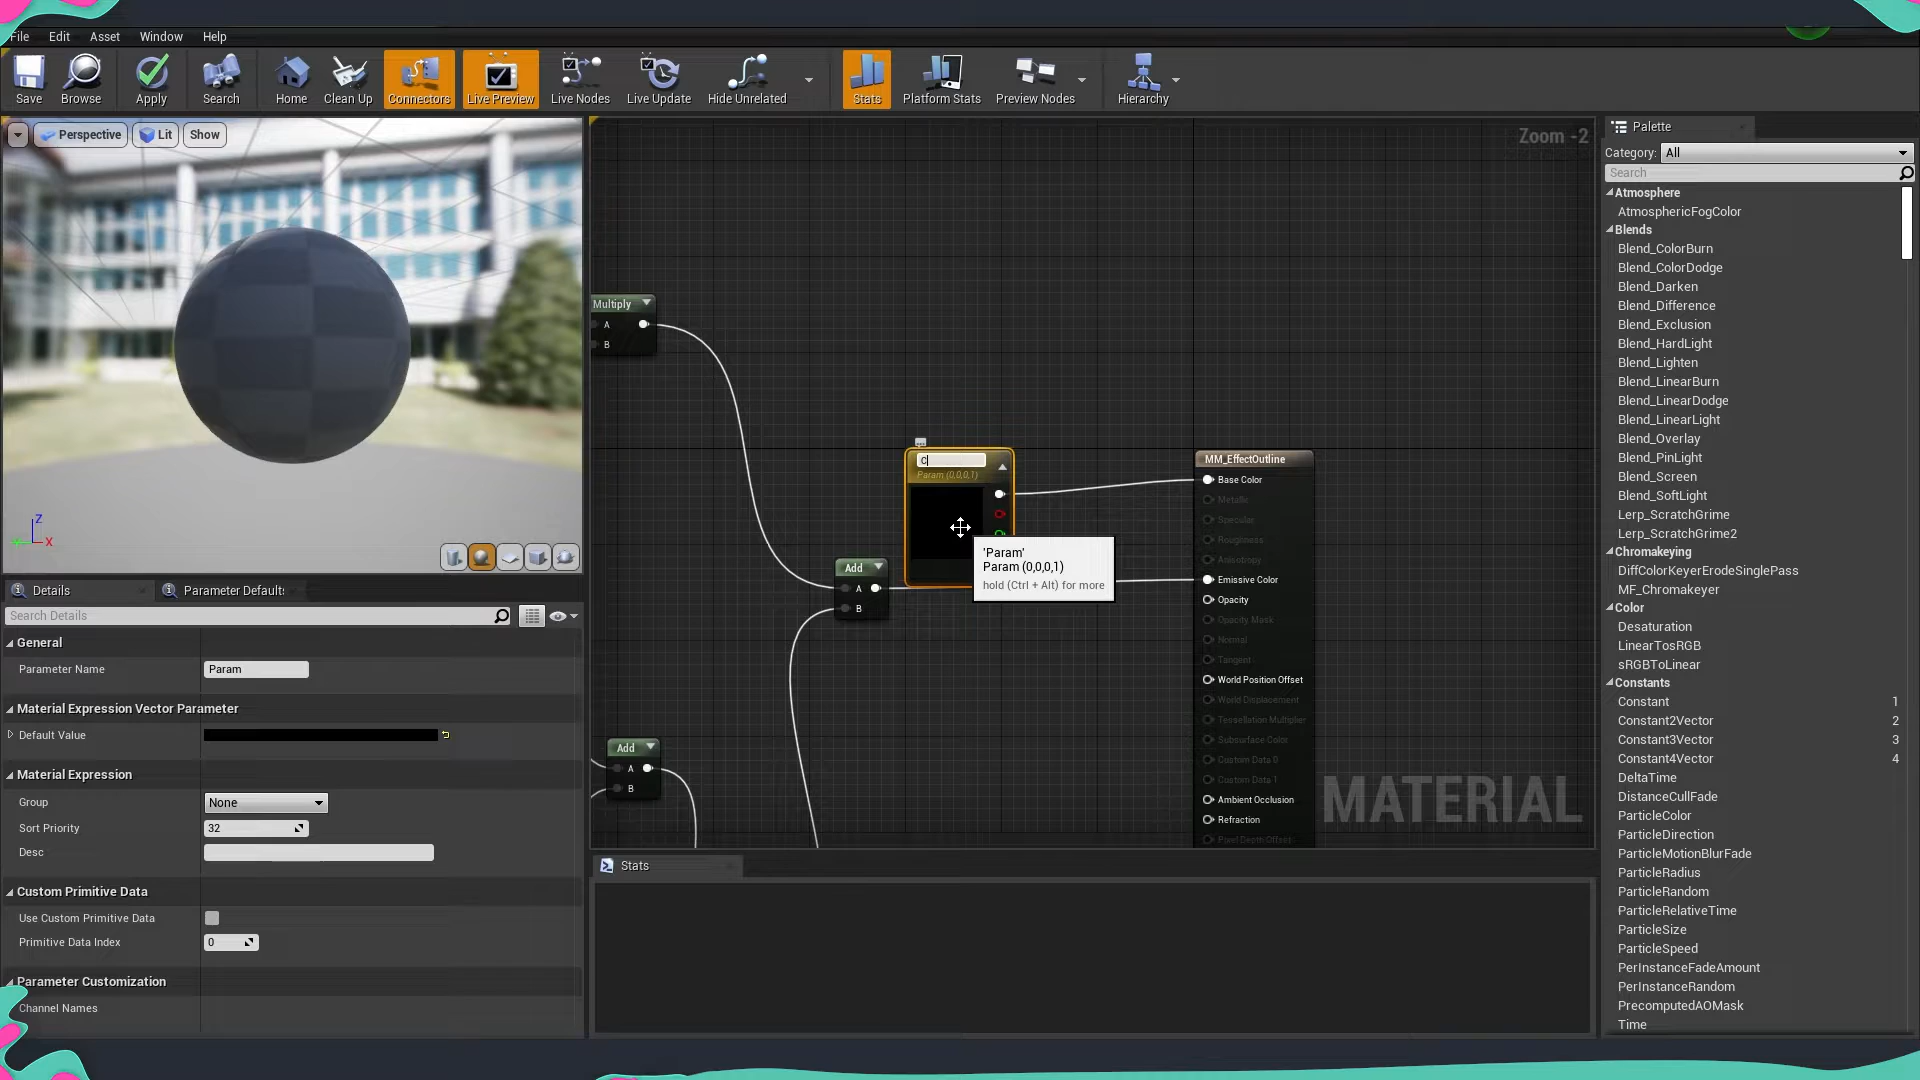 File Edit Asset Window Help
Save Browse Apply Search Home Clean Up Connectors Live Preview Live Nodes Live Update Hide Unrelated Stats Platform Stats Preview Nodes Hierarchy
Perspective Lit Show
Z
X
Details Parameter Defaults
Search Details
General
Parameter Name Param
Material Expression Vector Parameter
Default Value
Material Expression
Group None
Sort Priority 32
Desc
Custom Primitive Data
Use Custom Primitive Data
Primitive Data Index 0
Parameter Customization
Channel Names
Zoom -2
Multiply
A
B
c
Param (0,0,0,1)
'Param'
Param (0,0,0,1)
hold (Ctrl + Alt) for more
Add
A
B
Add
A
B
MM_EffectOutline
Base Color
Metallic
Specular
Roughness
Anisotropy
Emissive Color
Opacity
Opacity Mask
Normal
Tangent
World Position Offset
World Displacement
Tessellation Multiplier
Subsurface Color
Custom Data 0
Custom Data 1
Ambient Occlusion
Refraction
Pixel Depth Offset
MATERIAL
Stats
Palette
Category: All
Search
Atmosphere
AtmosphericFogColor
Blends
Blend_ColorBurn
Blend_ColorDodge
Blend_Darken
Blend_Difference
Blend_Exclusion
Blend_HardLight
Blend_Lighten
Blend_LinearBurn
Blend_LinearDodge
Blend_LinearLight
Blend_Overlay
Blend_PinLight
Blend_Screen
Blend_SoftLight
Lerp_ScratchGrime
Lerp_ScratchGrime2
Chromakeying
DiffColorKeyerErodeSinglePass
MF_Chromakeyer
Color
Desaturation
LinearTosRGB
sRGBToLinear
Constants
Constant 1
Constant2Vector 2
Constant3Vector 3
Constant4Vector 4
DeltaTime
DistanceCullFade
ParticleColor
ParticleDirection
ParticleMotionBlurFade
ParticleRadius
ParticleRandom
ParticleRelativeTime
ParticleSize
ParticleSpeed
PerInstanceFadeAmount
PerInstanceRandom
PrecomputedAOMask
Time